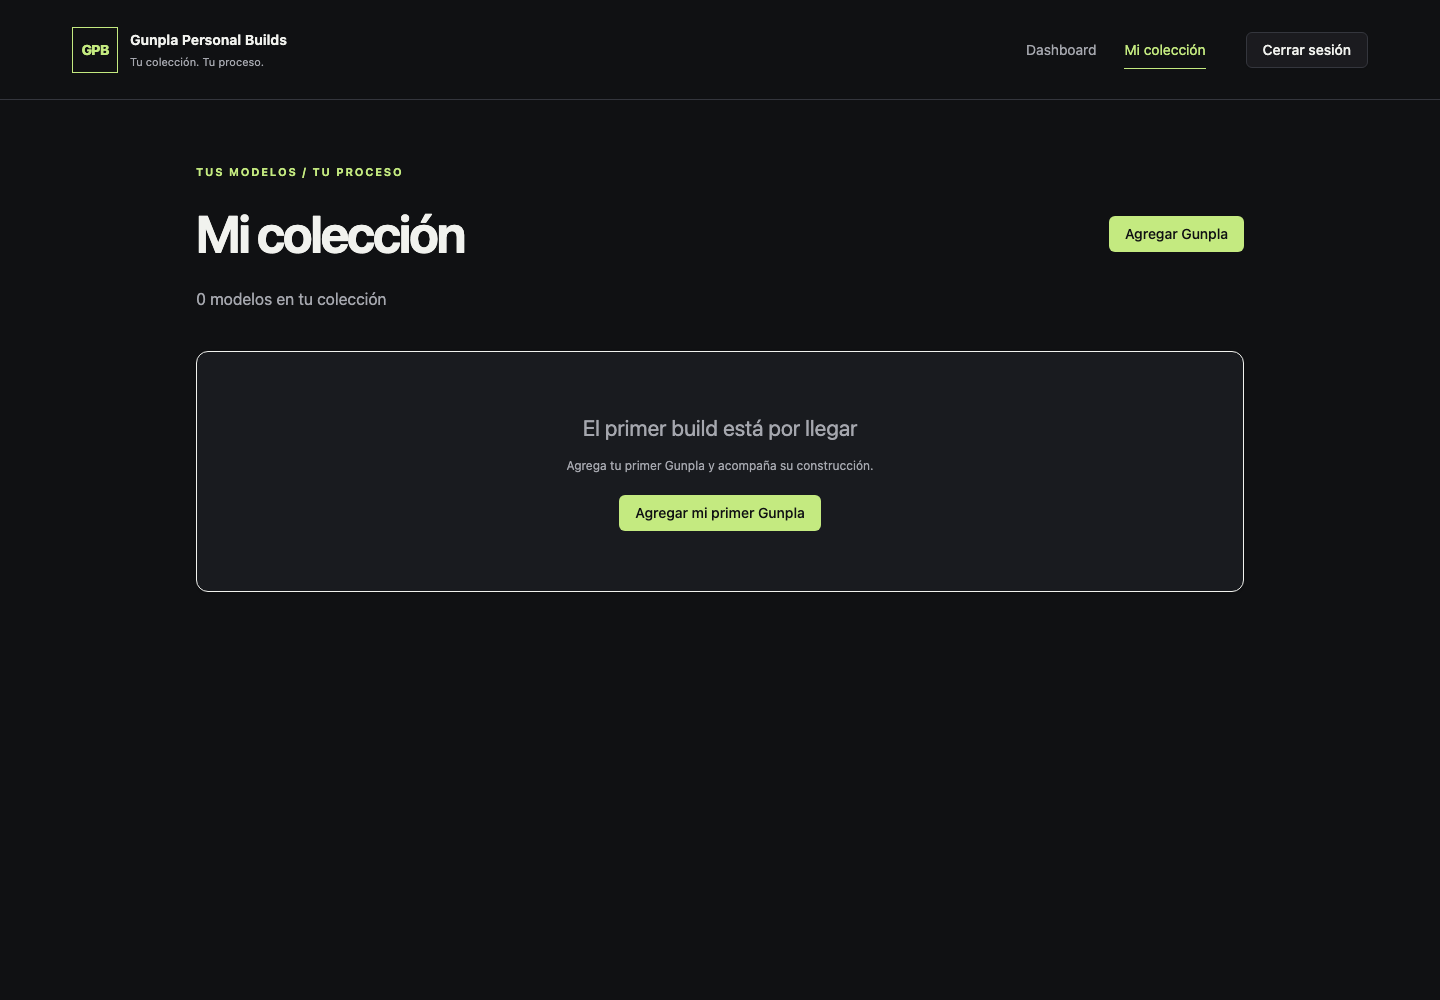 GPB
Gunpla Personal Builds
Tu colección. Tu proceso.
Dashboard
Mi colección
Cerrar sesión
TUS MODELOS / TU PROCESO
Mi colección
Agregar Gunpla
0 modelos en tu colección
El primer build está por llegar
Agrega tu primer Gunpla y acompaña su construcción.
Agregar mi primer Gunpla